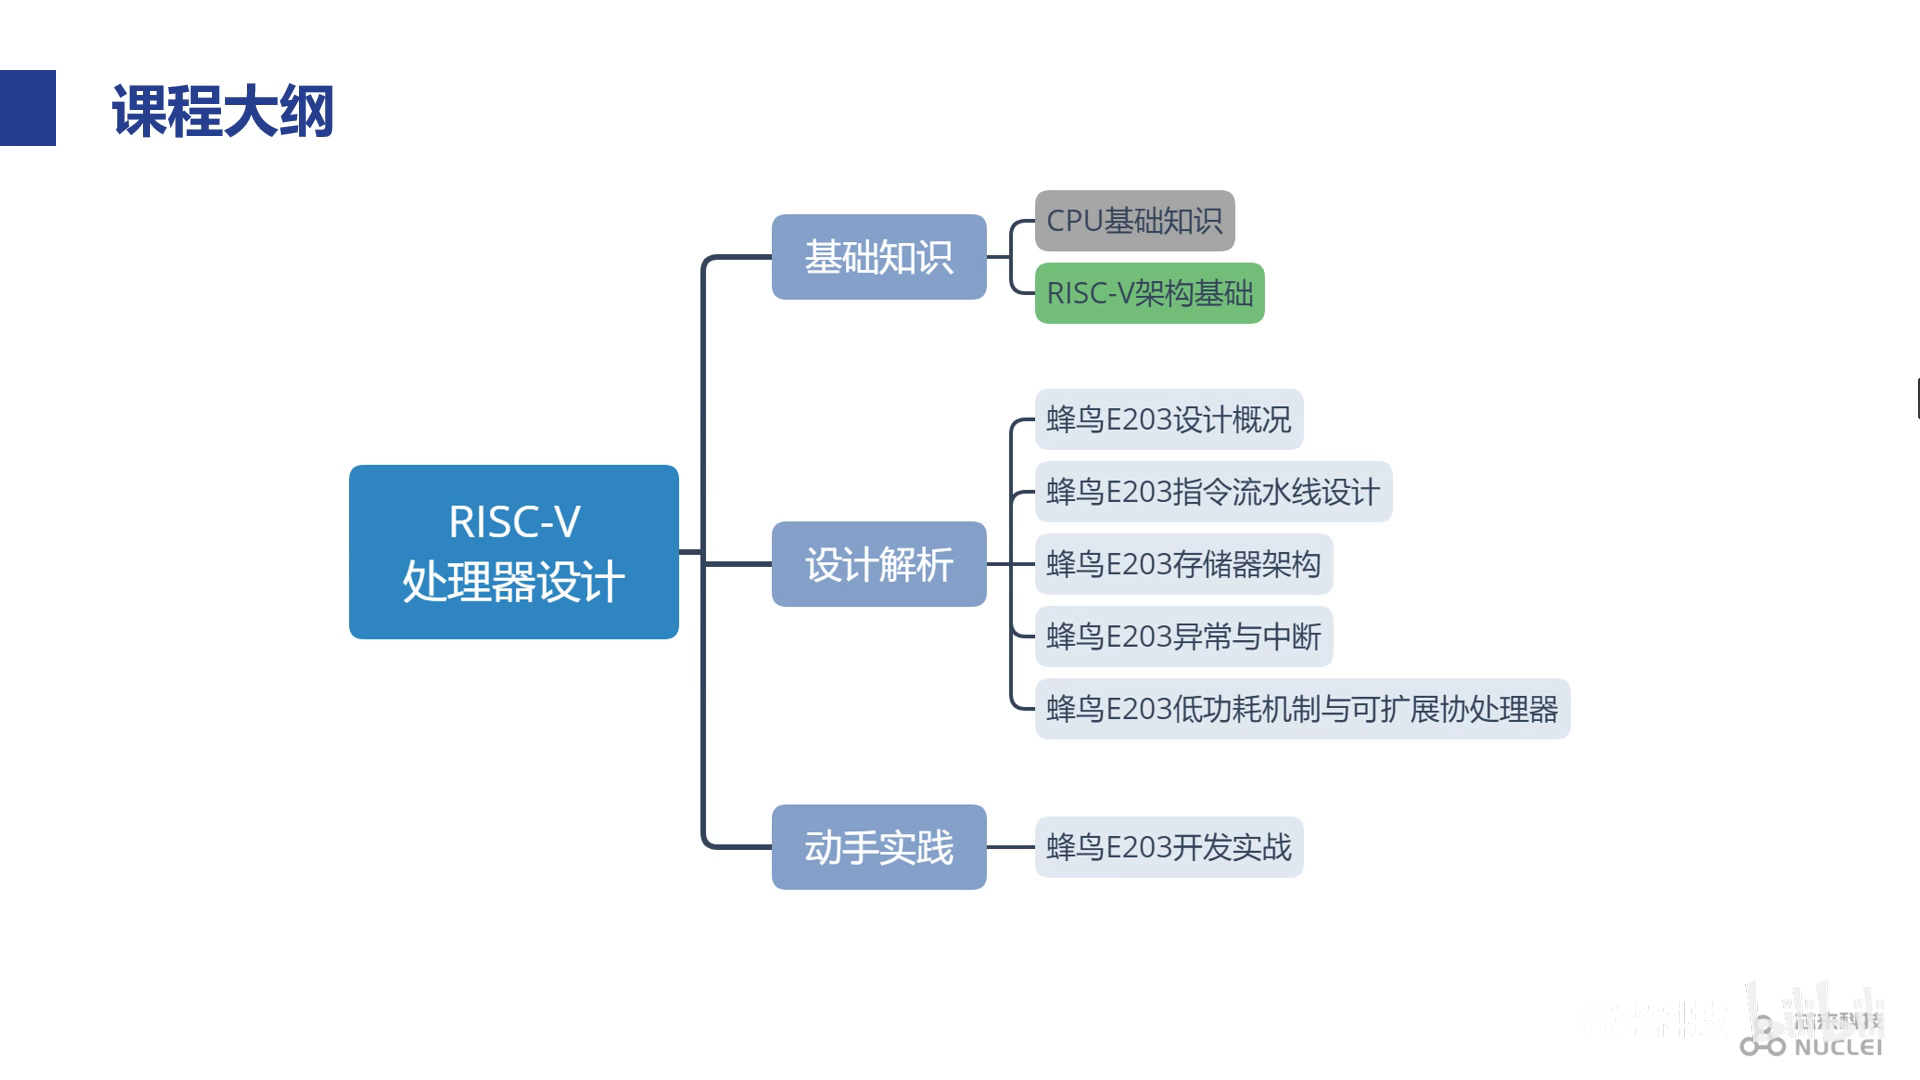 课程大纲
RISC-V
处理器设计
基础知识
CPU基础知识
RISC-V架构基础
设计解析
蜂鸟E203设计概况
蜂鸟E203指令流水线设计
蜂鸟E203存储器架构
蜂鸟E203异常与中断
蜂鸟E203低功耗机制与可扩展协处理器
动手实践
蜂鸟E203开发实战
芯来科技
NUCLEI